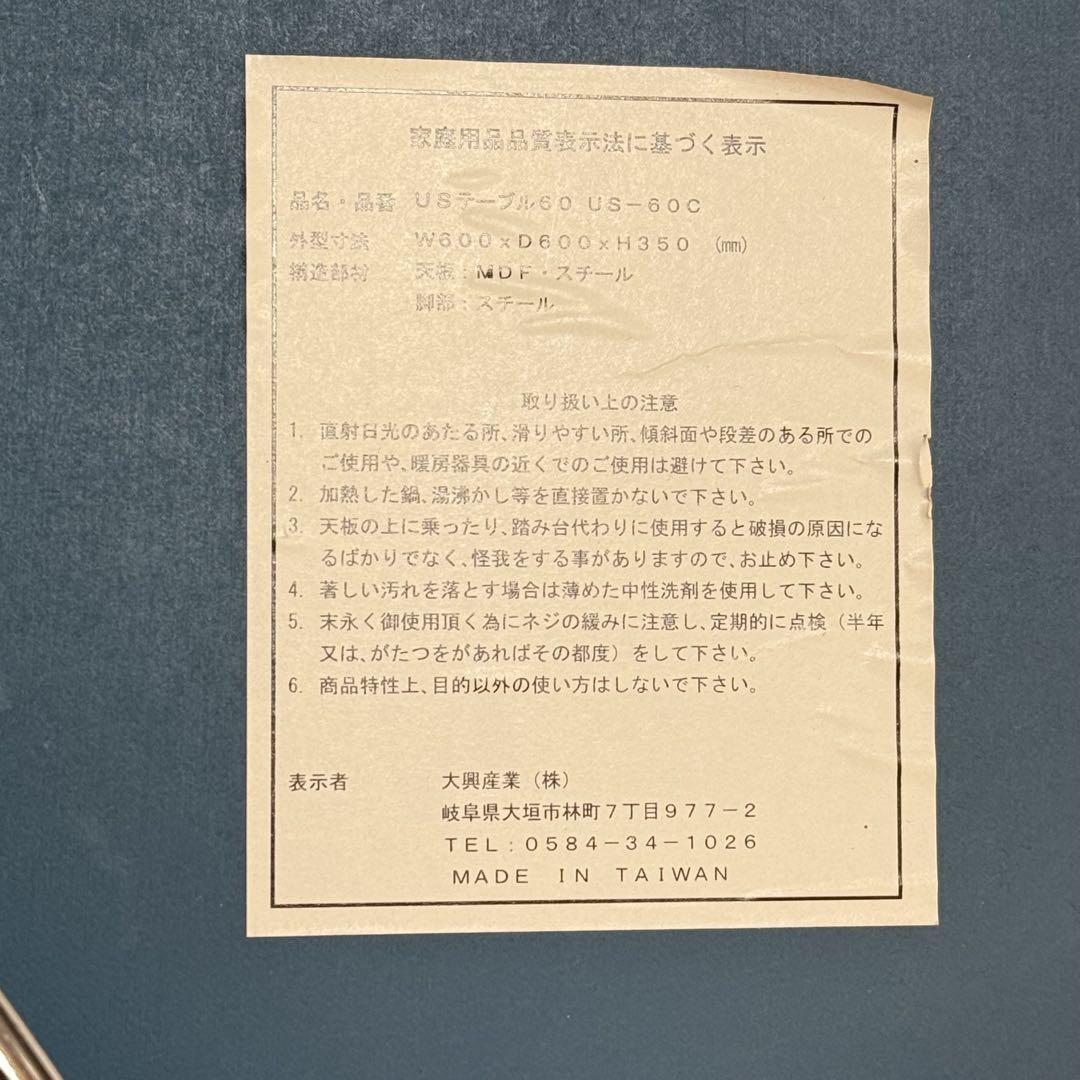 家庭用品品質表示法に基づく表示
品名・品番 USテーブル60 US-60C
外型寸法 W600xD600xH350 (㎜)
構造部材 天板:MDF・スチール
脚部:スチール
取り扱い上の注意
1. 直射日光のあたる所、滑りやすい所、傾斜面や段差のある所での
ご使用や、暖房器具の近くでのご使用は避けて下さい。
2. 加熱した鍋、湯沸かし等を直接置かないで下さい。
3. 天板の上に乗ったり、踏み台代わりに使用すると破損の原因にな
るばかりでなく、怪我をする事がありますので、お止め下さい。
4. 著しい汚れを落とす場合は薄めた中性洗剤を使用して下さい。
5. 末永く御使用頂く為にネジの緩みに注意し、定期的に点検(半年
又は、がたつをがあればその都度)をして下さい。
6. 商品特性上、目的以外の使い方はしないで下さい。
表示者 大興産業(株)
岐阜県大垣市林町7丁目977-2
TEL:0584-34-1026
MADE IN TAIWAN